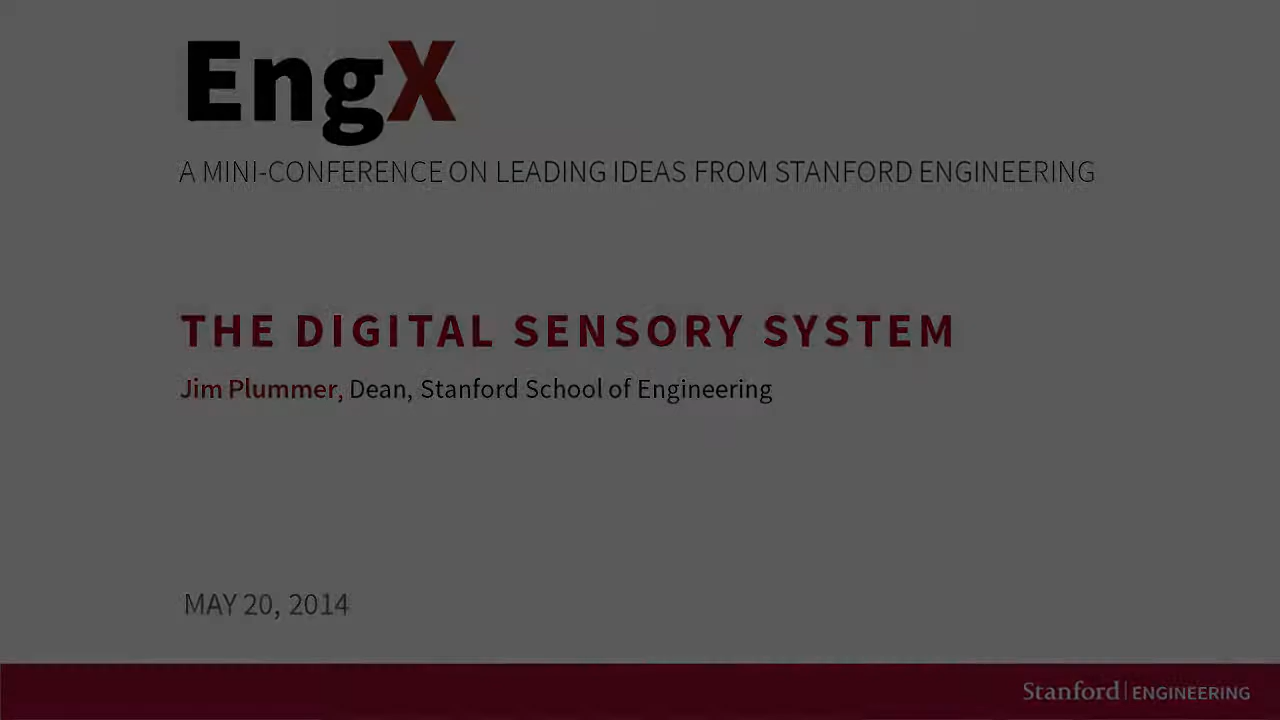 EngX
A MINI-CONFERENCE ON LEADING IDEAS FROM STANFORD ENGINEERING
THE DIGITAL SENSORY SYSTEM
Jim Plummer, Dean, Stanford School of Engineering
MAY 20, 2014
Stanford | ENGINEERING